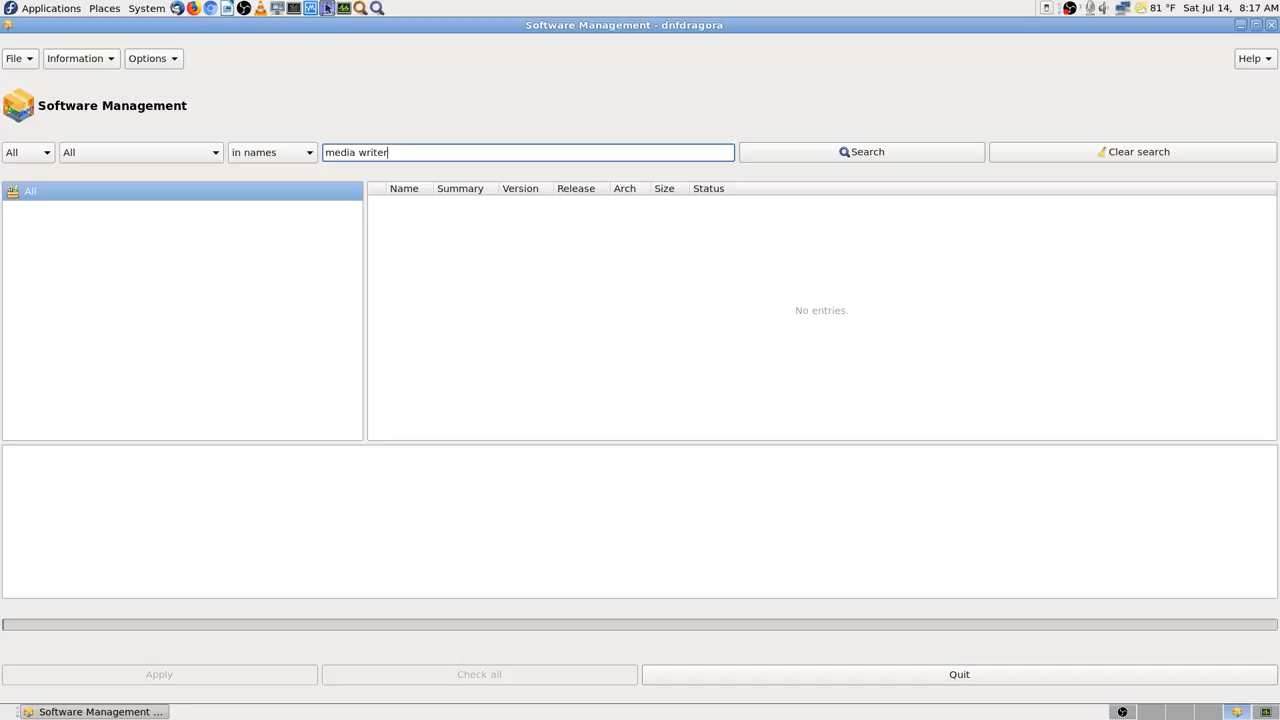 Applications Places System 81 °F Sat Jul 14, 8:17 AM
Software Management - dnfdragora
File Information Options Help
Software Management
All All in names media writer Search Clear search
All
Name Summary Version Release Arch Size Status
No entries.
Apply Check all Quit
Software Management ...